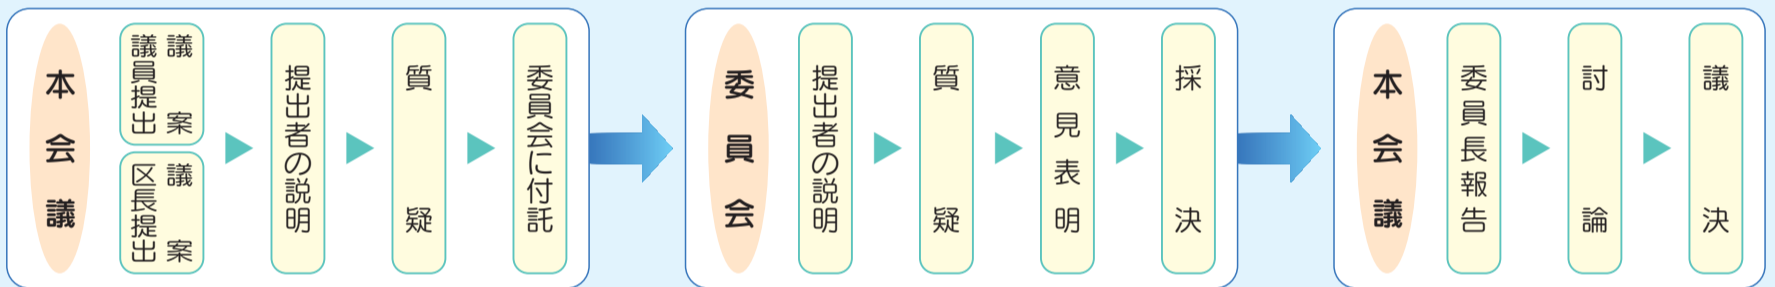 本会議
議案
議員提出
議案
区長提出
提出者の説明
質疑
委員会に付託
委員会
提出者の説明
質疑
意見表明
採決
本会議
委員長報告
討論
議決